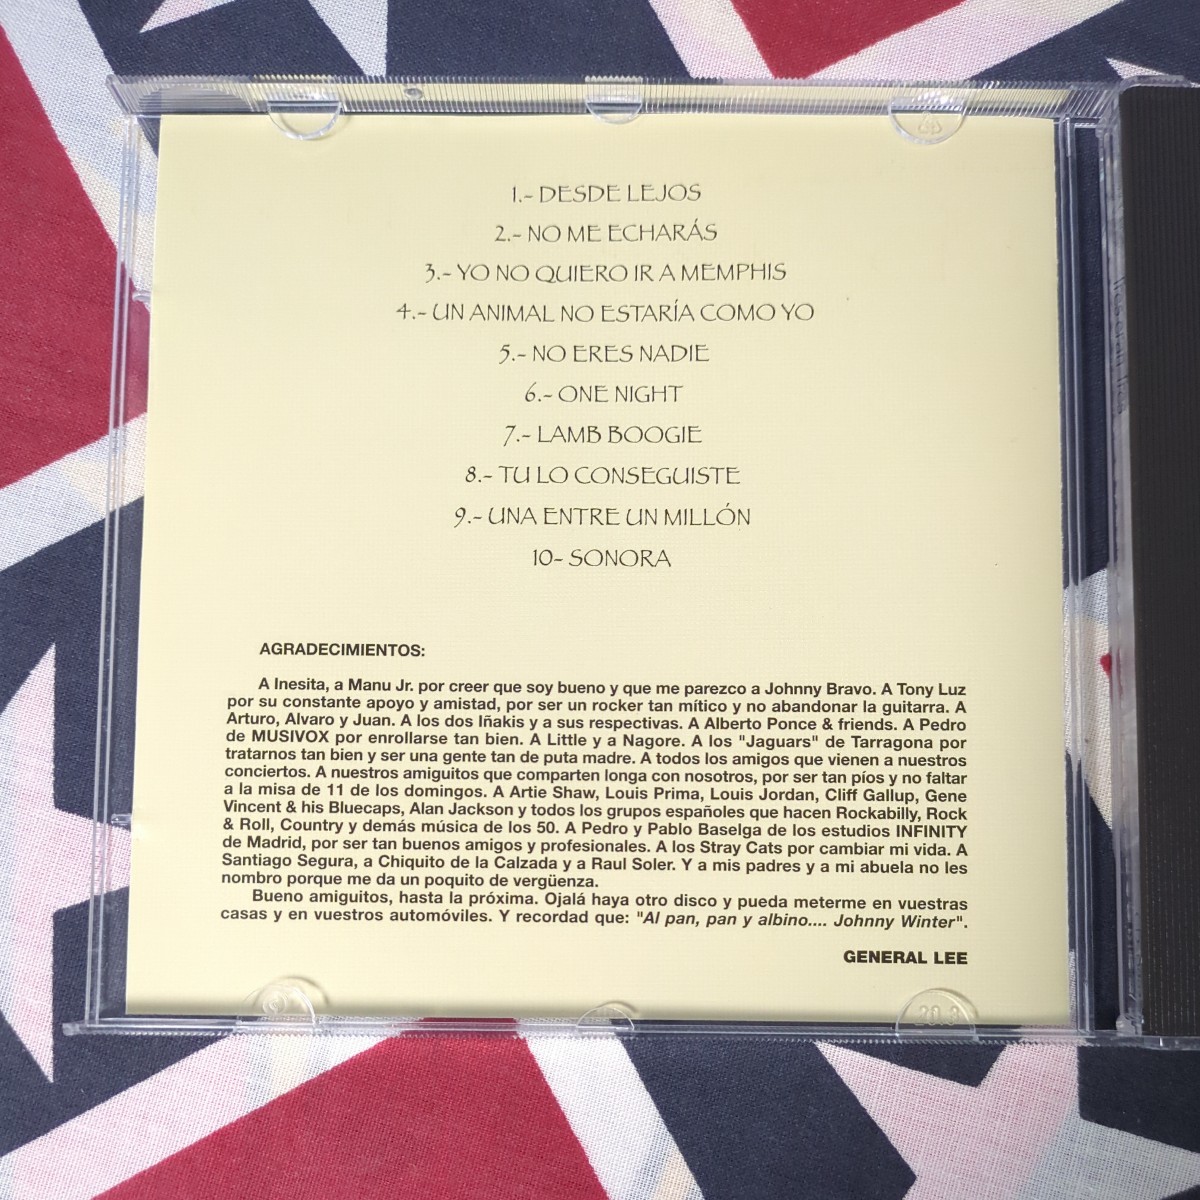 1.- DESDE LEJOS
2.- NO ME ECHARÁS
3.- YO NO QUIERO IR A MEMPHIS
4.- UN ANIMAL NO ESTARÍA COMO YO
5.- NO ERES NADIE
6.- ONE NIGHT
7.- LAMB BOOGIE
8.- TU LO CONSEGUISTE
9.- UNA ENTRE UN MILLÓN
10- SONORA
AGRADECIMIENTOS:
A Inesita, a Manu Jr. por creer que soy bueno y que me parezco a Johnny Bravo. A Tony Luz
por su constante apoyo y amistad, por ser un rocker tan mítico y no abandonar la guitarra. A
Arturo, Alvaro y Juan. A los dos Iñakis y a sus respectivas. A Alberto Ponce & friends. A Pedro
de MUSIVOX por enrollarse tan bien. A Little y a Nagore. A los "Jaguars" de Tarragona por
tratarnos tan bien y ser una gente tan de puta madre. A todos los amigos que vienen a nuestros
conciertos. A nuestros amiguitos que comparten longa con nosotros, por ser tan píos y no faltar
a la misa de 11 de los domingos. A Artie Shaw, Louis Prima, Louis Jordan, Cliff Gallup, Gene
Vincent & his Bluecaps, Alan Jackson y todos los grupos españoles que hacen Rockabilly, Rock
& Roll, Country y demás música de los 50. A Pedro y Pablo Baselga de los estudios INFINITY
de Madrid, por ser tan buenos amigos y profesionales. A los Stray Cats por cambiar mi vida. A
Santiago Segura, a Chiquito de la Calzada y a Raul Soler. Y a mis padres y a mi abuela no les
nombro porque me da un poquito de vergüenza.
Bueno amiguitos, hasta la próxima. Ojalá haya otro disco y pueda meterme en vuestras
casas y en vuestros automóviles. Y recordad que: "Al pan, pan y albino.... Johnny Winter".
GENERAL LEE
20.3